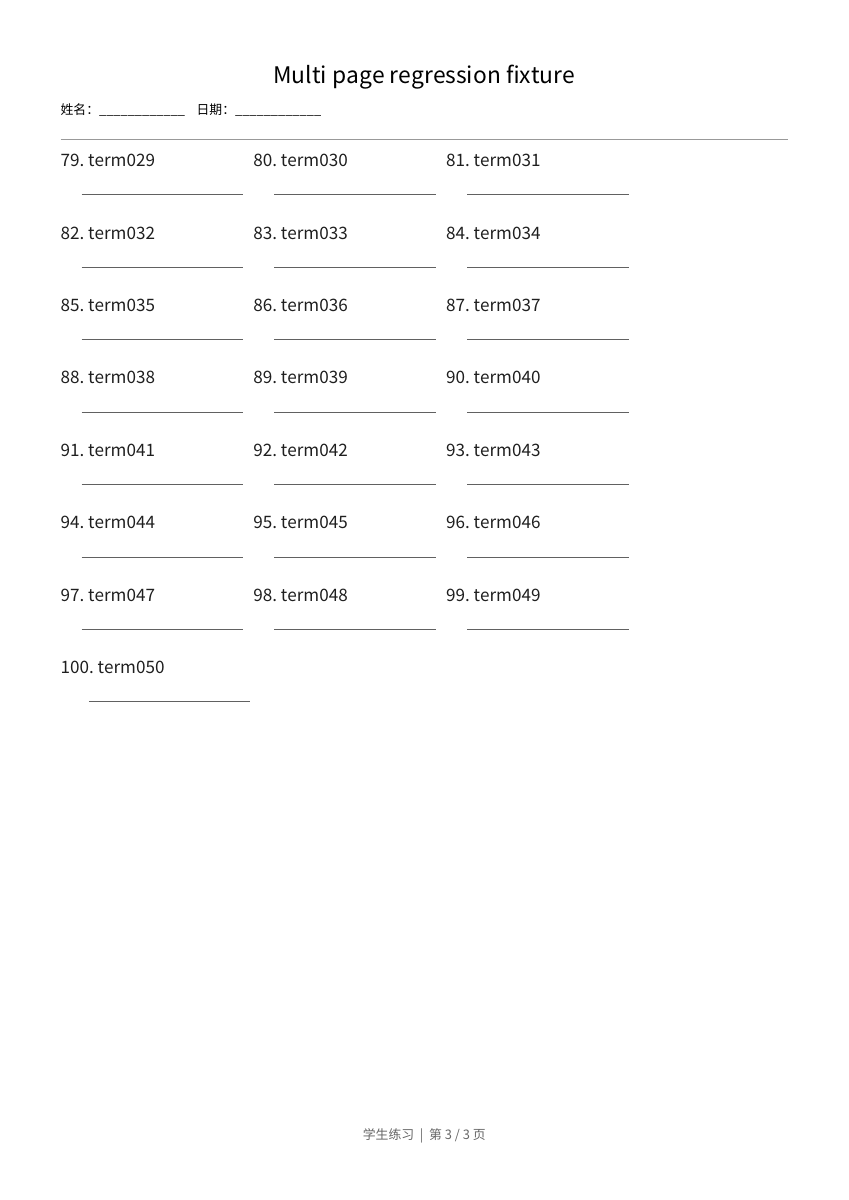 Multi page regression fixture
姓名：____________ 日期：____________
79. term029 80. term030 81. term031
82. term032 83. term033 84. term034
85. term035 86. term036 87. term037
88. term038 89. term039 90. term040
91. term041 92. term042 93. term043
94. term044 95. term045 96. term046
97. term047 98. term048 99. term049
100. term050
学生练习 | 第 3 / 3 页